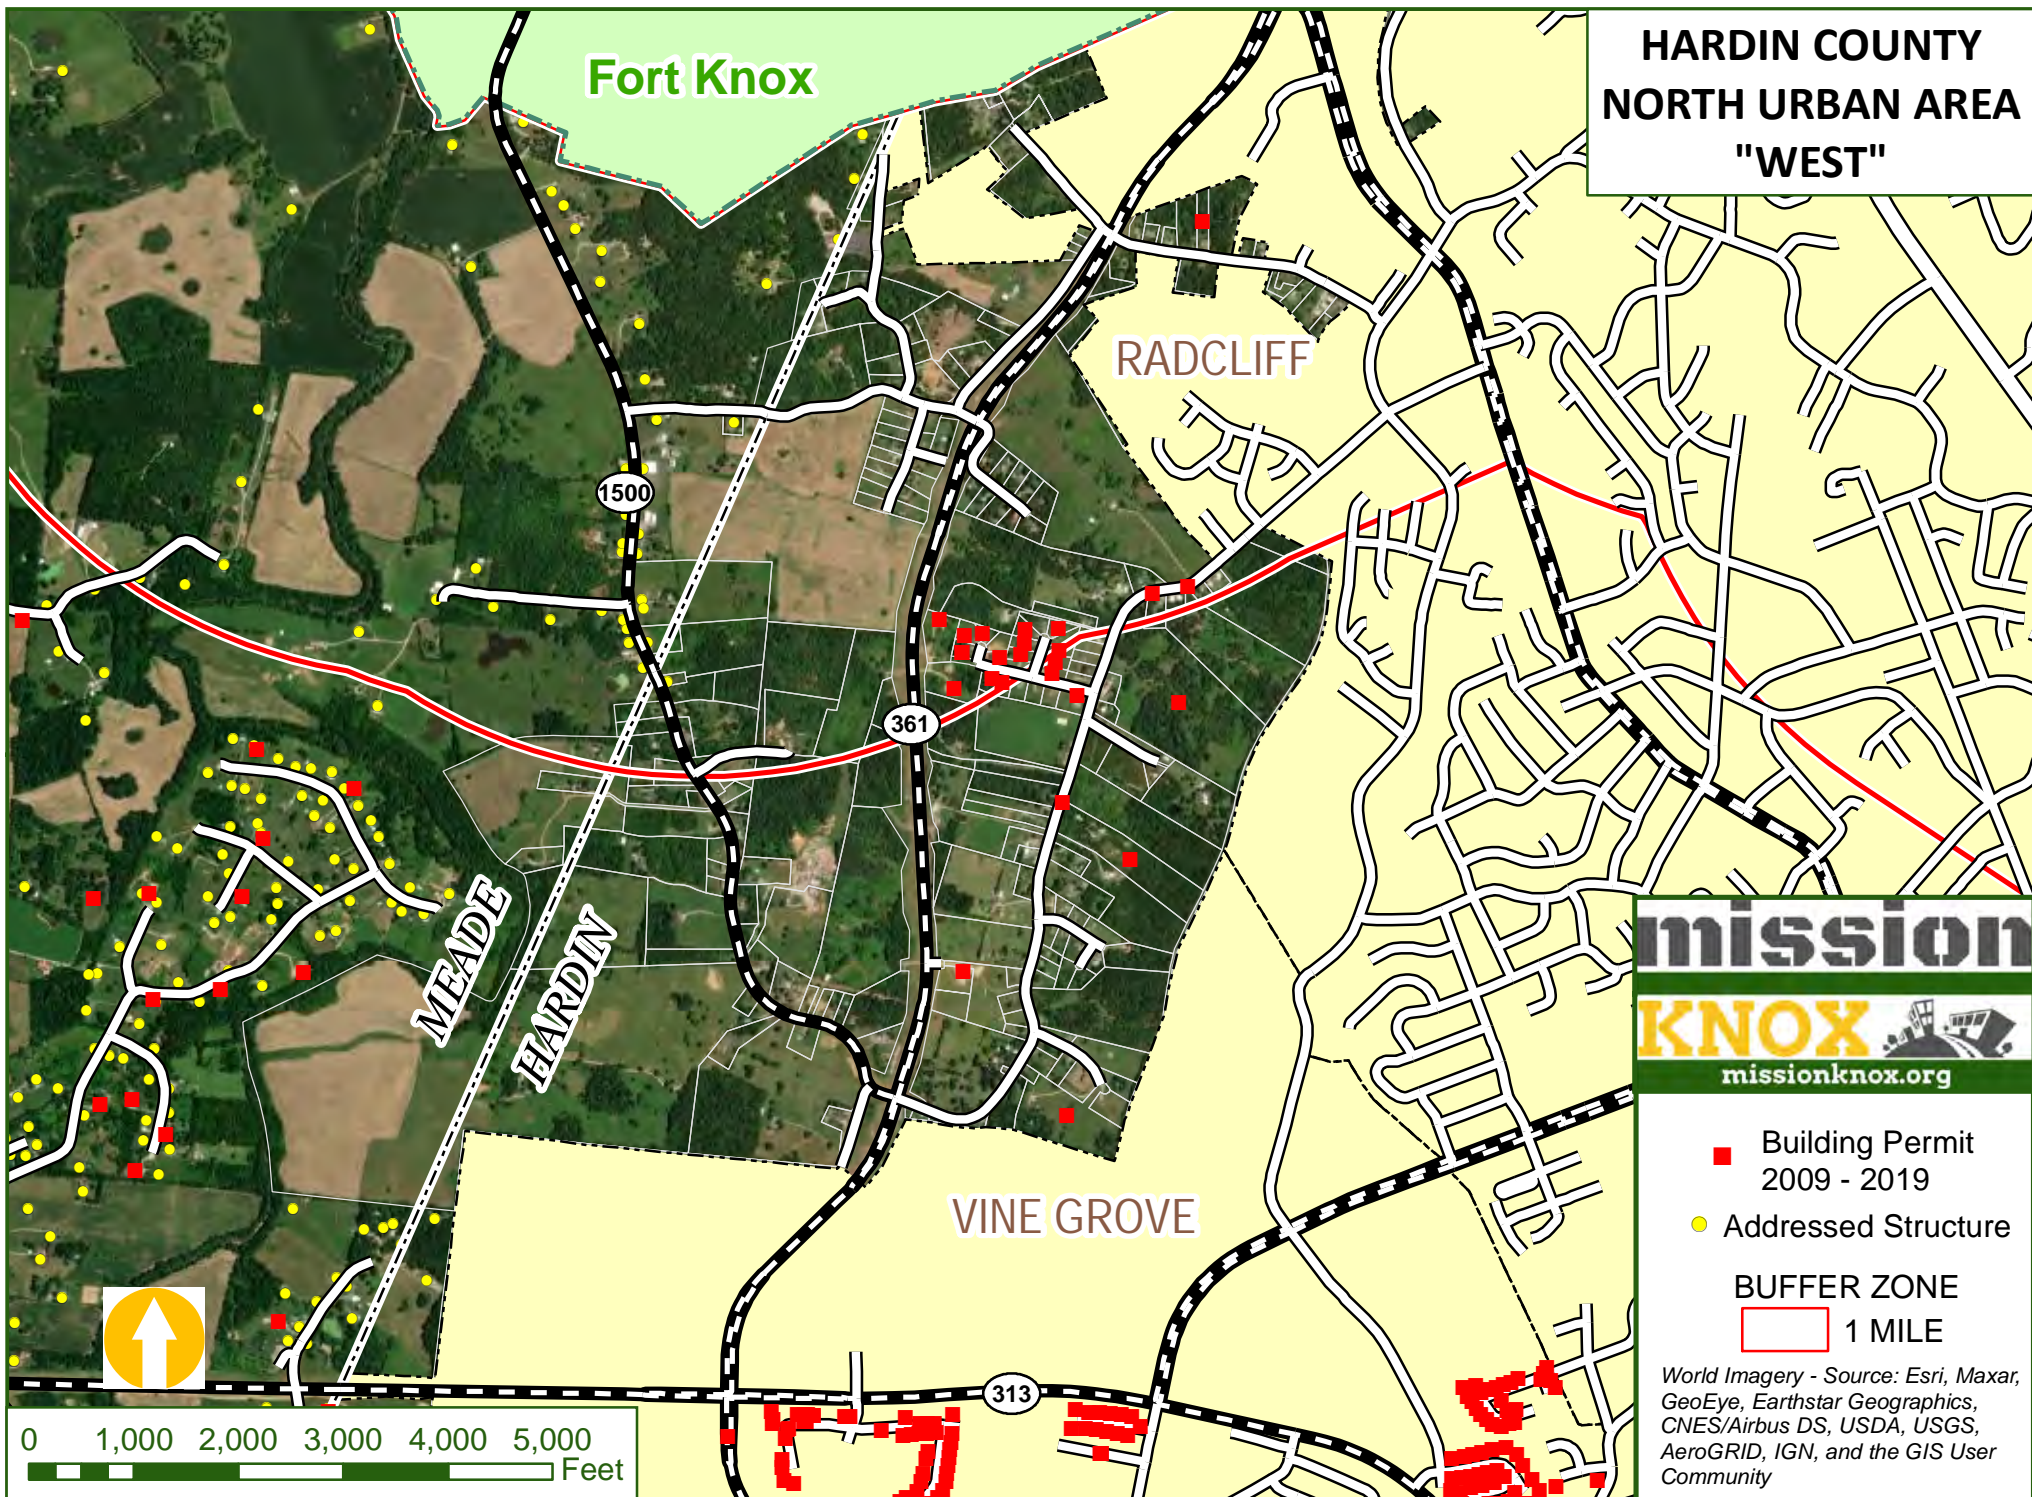 HARDIN COUNTY
NORTH URBAN AREA
"WEST"
Fort Knox
RADCLIFF
1500
361
MEADE
HARDIN
VINE GROVE
313
mission
KNOX
missionknox.org
Building Permit
2009 - 2019
Addressed Structure
BUFFER ZONE
1 MILE
World Imagery - Source: Esri, Maxar,
GeoEye, Earthstar Geographics,
CNES/Airbus DS, USDA, USGS,
AeroGRID, IGN, and the GIS User
Community
0 1,000 2,000 3,000 4,000 5,000
Feet